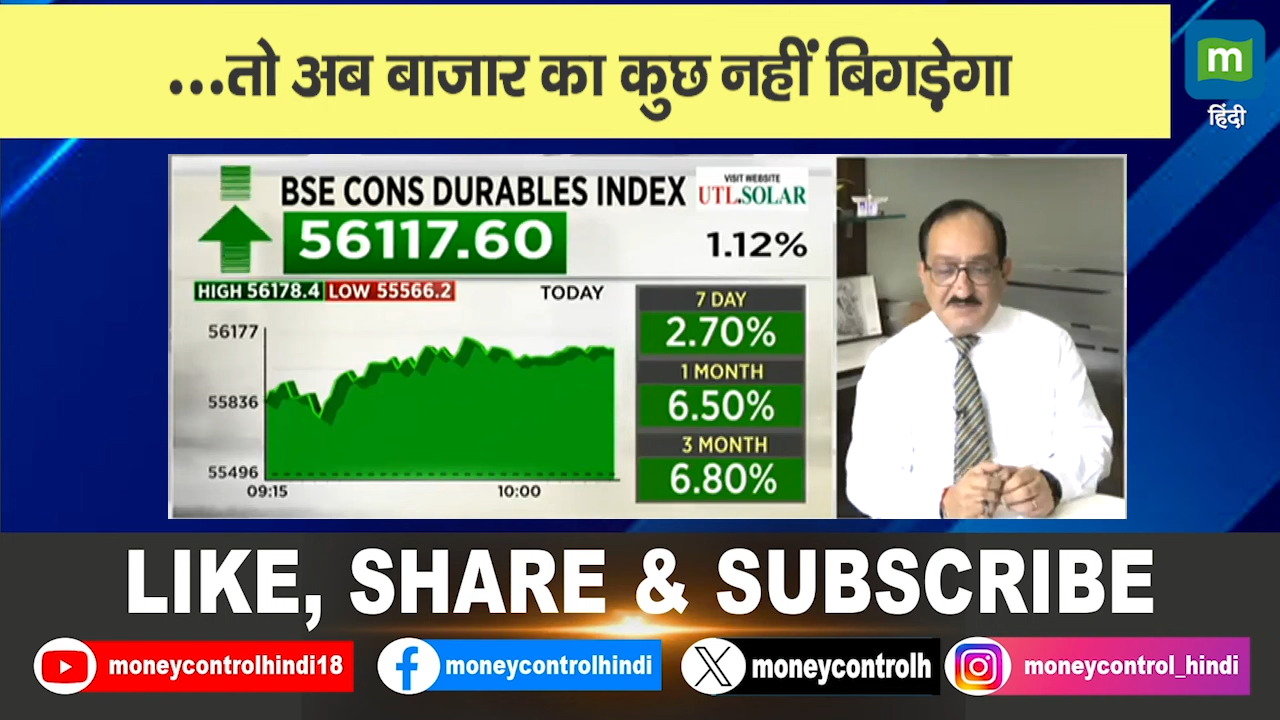 ...तो अब बाजार का कुछ नहीं बिगड़ेगा
m
हिंदी
BSE CONS DURABLES INDEX
VISIT WEBSITE
UTL.SOLAR
56117.60
1.12%
HIGH 56178.4 LOW 55566.2
TODAY
56177
55836
55496
09:15
10:00
7 DAY
2.70%
1 MONTH
6.50%
3 MONTH
6.80%
LIKE, SHARE & SUBSCRIBE
moneycontrolhindi18
moneycontrolhindi
moneycontrolh
moneycontrol_hindi